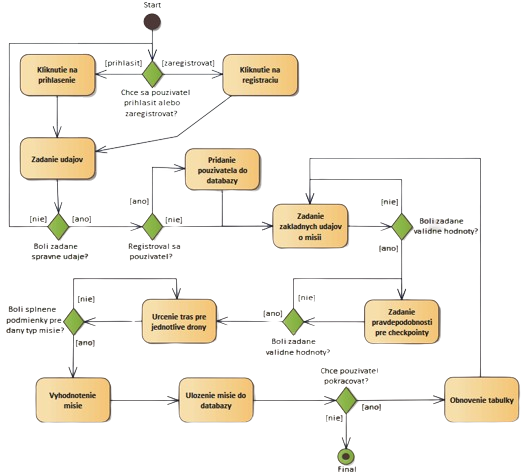 Start
[prihlasit]
[zaregistrovat]
Kliknutie na
prihlasenie
Kliknutie na
registraciu
Chce sa pouzivatel
prihlasit alebo
zaregistrovat?
Zadanie udajov
Pridanie
pouzivatela do
databazy
[nie]
[ano]
[ano]
[nie]
Boli zadane
spravne udaje?
Registroval sa
pouzivatel?
Zadanie
zakladnych udajov
o misii
[nie]
Boli zadane
validne hodnoty?
[ano]
Boli splnene
podmienky pre
dany typ misie?
[nie]
Urcenie tras pre
jednotlive drony
[ano]
[nie]
Boli zadane
validne hodnoty?
Zadanie
pravdepodobnosti
pre checkpointy
[ano]
Vyhodnotenie
misie
Ulozenie misie do
databazy
Chce pouzivatel
pokracovat?
[ano]
[nie]
Obnovenie tabulky
Final